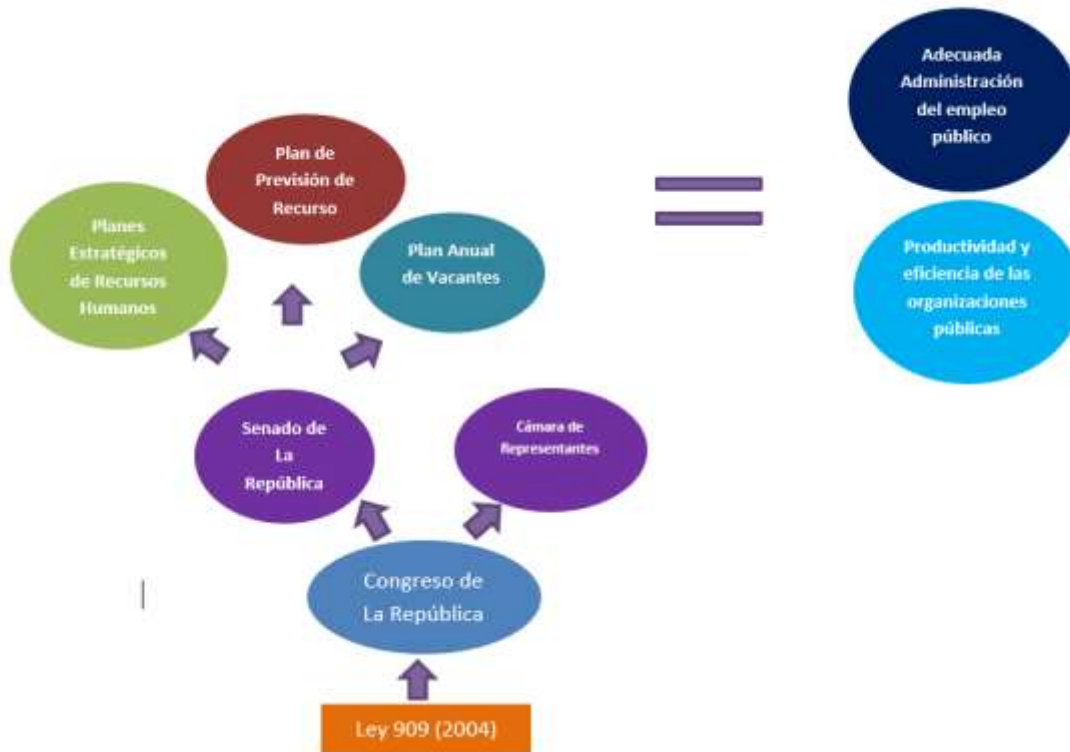 Adecuada
Administración
del empleo
público
Plan de
Previsión de
Recurso
Planes
Estratégicos
de Recursos
Humanos
Plan Anual
de Vacantes
Productividad y
eficiencia de las
organizaciones
públicas
Senado de
La
República
Cámara de
Representantes
Congreso de
La República
Ley 909 (2004)